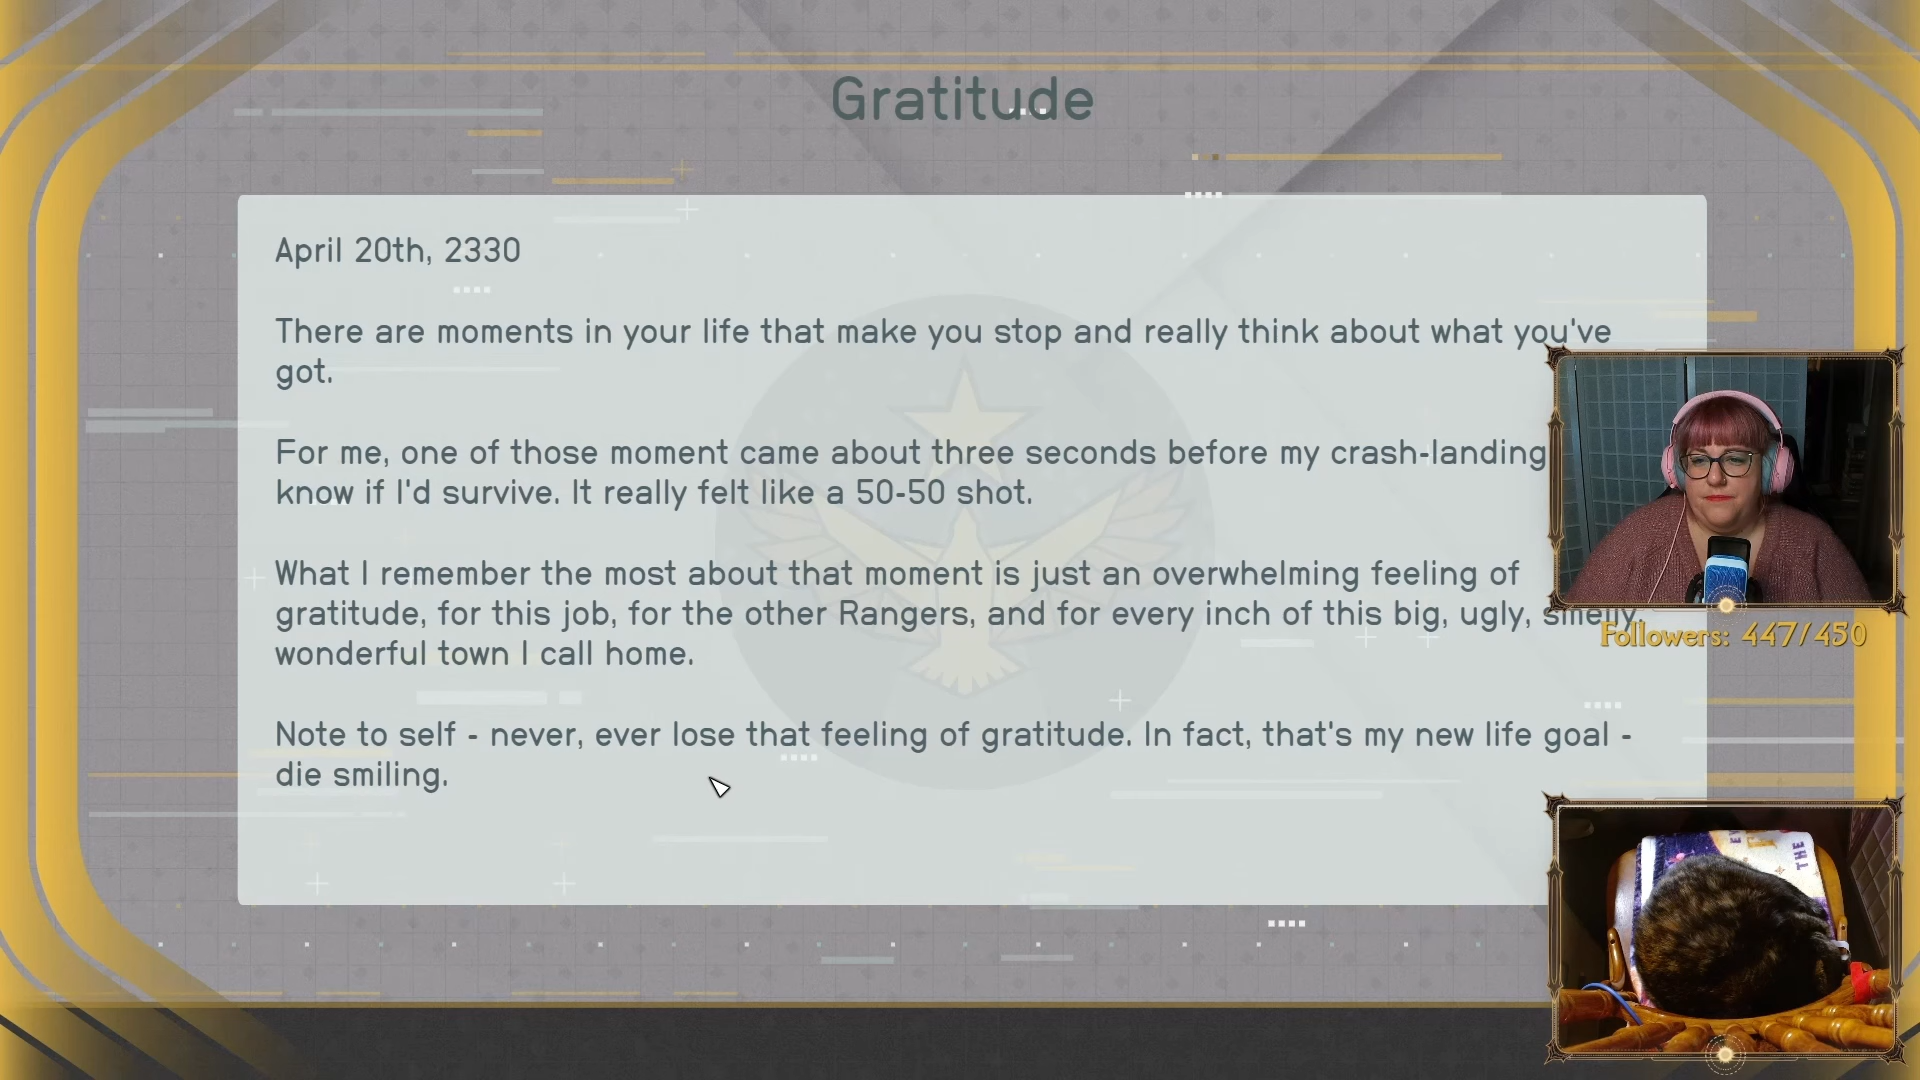 Gratitude
April 20th, 2330
There are moments in your life that make you stop and really think about what you've
got.
For me, one of those moment came about three seconds before my crash-landing
know if I'd survive. It really felt like a 50-50 shot.
What I remember the most about that moment is just an overwhelming feeling of
gratitude, for this job, for the other Rangers, and for every inch of this big, ugly, smelly,
wonderful town I call home.
Note to self - never, ever lose that feeling of gratitude. In fact, that's my new life goal -
die smiling.
Followers: 447/450
THE